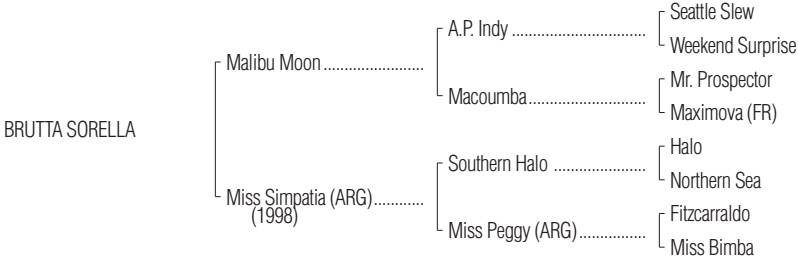 Seattle Slew
A.P. Indy ................................
Weekend Surprise
Malibu Moon ........................
Mr. Prospector
Macoumba............................
Maximova (FR)
BRUTTA SORELLA
Halo
Southern Halo ......................
Northern Sea
Miss Simpatia (ARG)............
(1998)
Fitzcarraldo
Miss Peggy (ARG)................
Miss Bimba